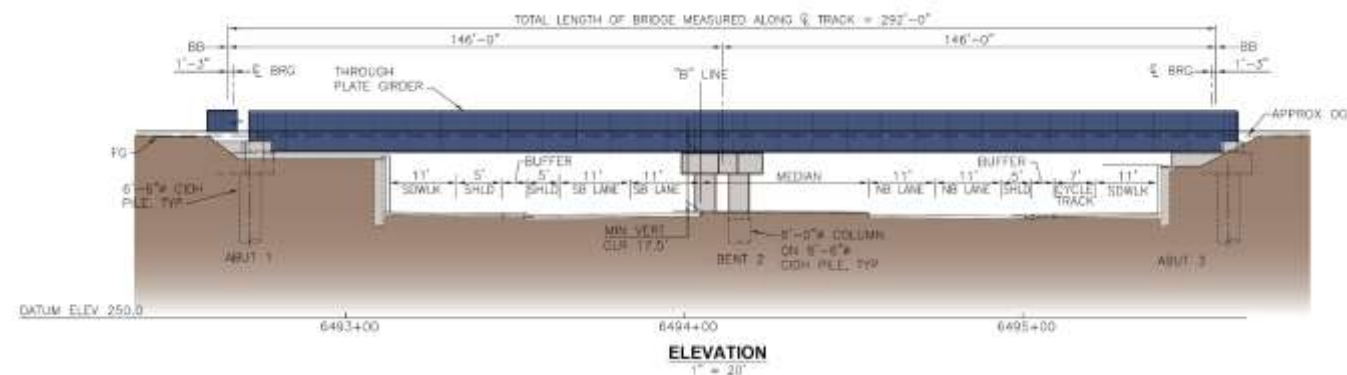 TOTAL LENGTH OF BRIDGE MEASURED ALONG ℄ TRACK = 292'-0"
146'-0" 146'-0"
BB BB
1'-3" ℄ BRG "B" LINE ℄ BRG 1'-3"
THROUGH
PLATE GIRDER
APPROX OG
FG
BUFFER BUFFER
11' 5' 5' 11' 11' MEDIAN 11' 11' 5' 7' 11'
SDWLK SHLD SHLD SB LANE SB LANE NB LANE NB LANE SHLD CYCLE TRACK SDWLK
CIDH
PILE, TYP
MIN VERT
CLR 17.5'
COLUMN
ON
CIDH PILE, TYP
ABUT 1 BENT 2 ABUT 3
DATUM ELEV 250.0
6493+00 6494+00 6495+00
ELEVATION
1" = 20'